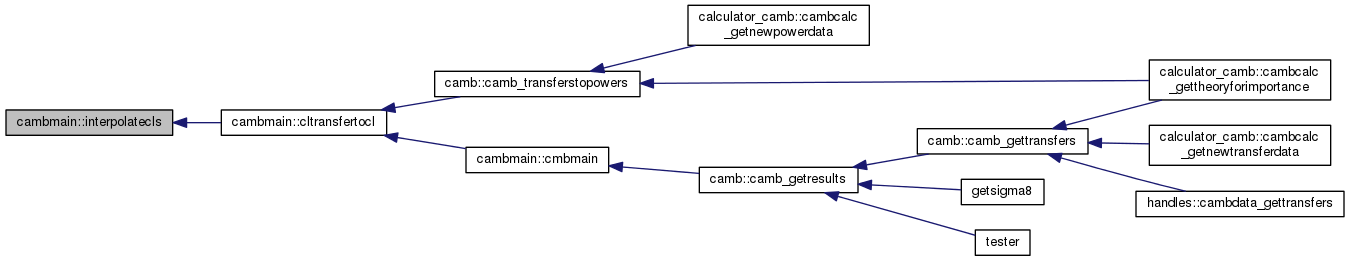 calculator_camb::cambcalc
_getnewpowerdata
camb::camb_transferstopowers
calculator_camb::cambcalc
_gettheoryforimportance
cambmain::interpolatecls
cambmain::cltransfertocl
camb::camb_gettransfers
calculator_camb::cambcalc
_getnewtransferdata
cambmain::cmbmain
camb::camb_getresults
getsigma8
handles::cambdata_gettransfers
tester